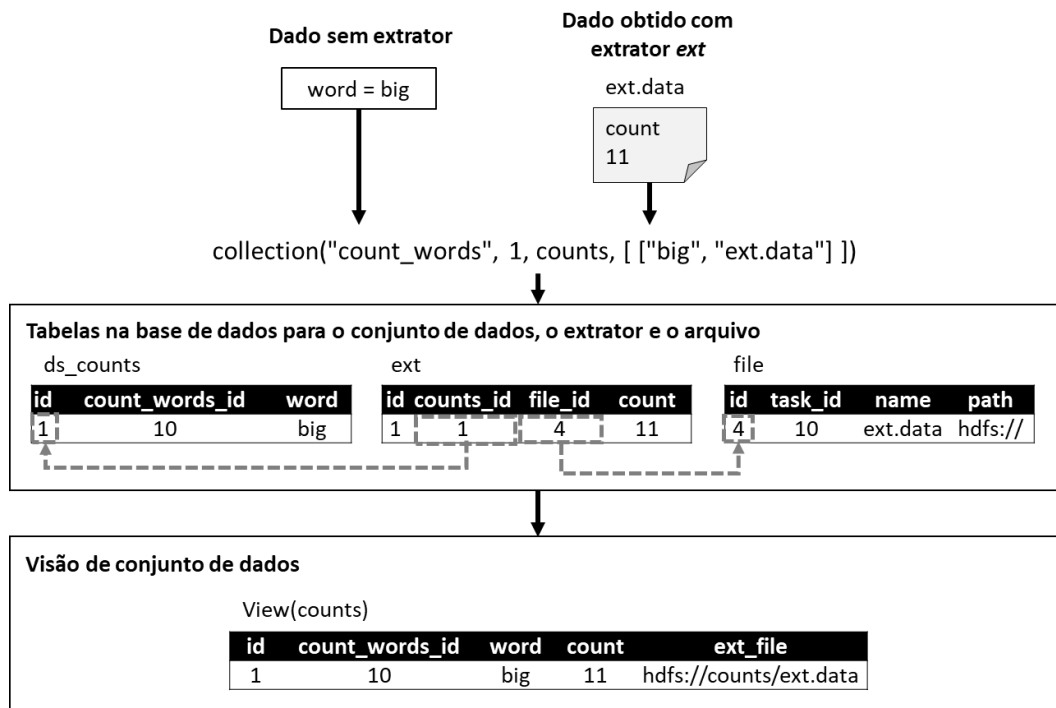 Dado sem extrator
word = big
Dado obtido com
extrator ext
ext.data
count
11
collection("count_words", 1, counts, [ ["big", "ext.data"] ])
Tabelas na base de dados para o conjunto de dados, o extrator e o arquivo
ds_counts
id count_words_id word
1 10 big
ext
id counts_id file_id count
1 1 4 11
file
id task_id name path
4 10 ext.data hdfs://
Visão de conjunto de dados
View(counts)
id count_words_id word count ext_file
1 10 big 11 hdfs://counts/ext.data